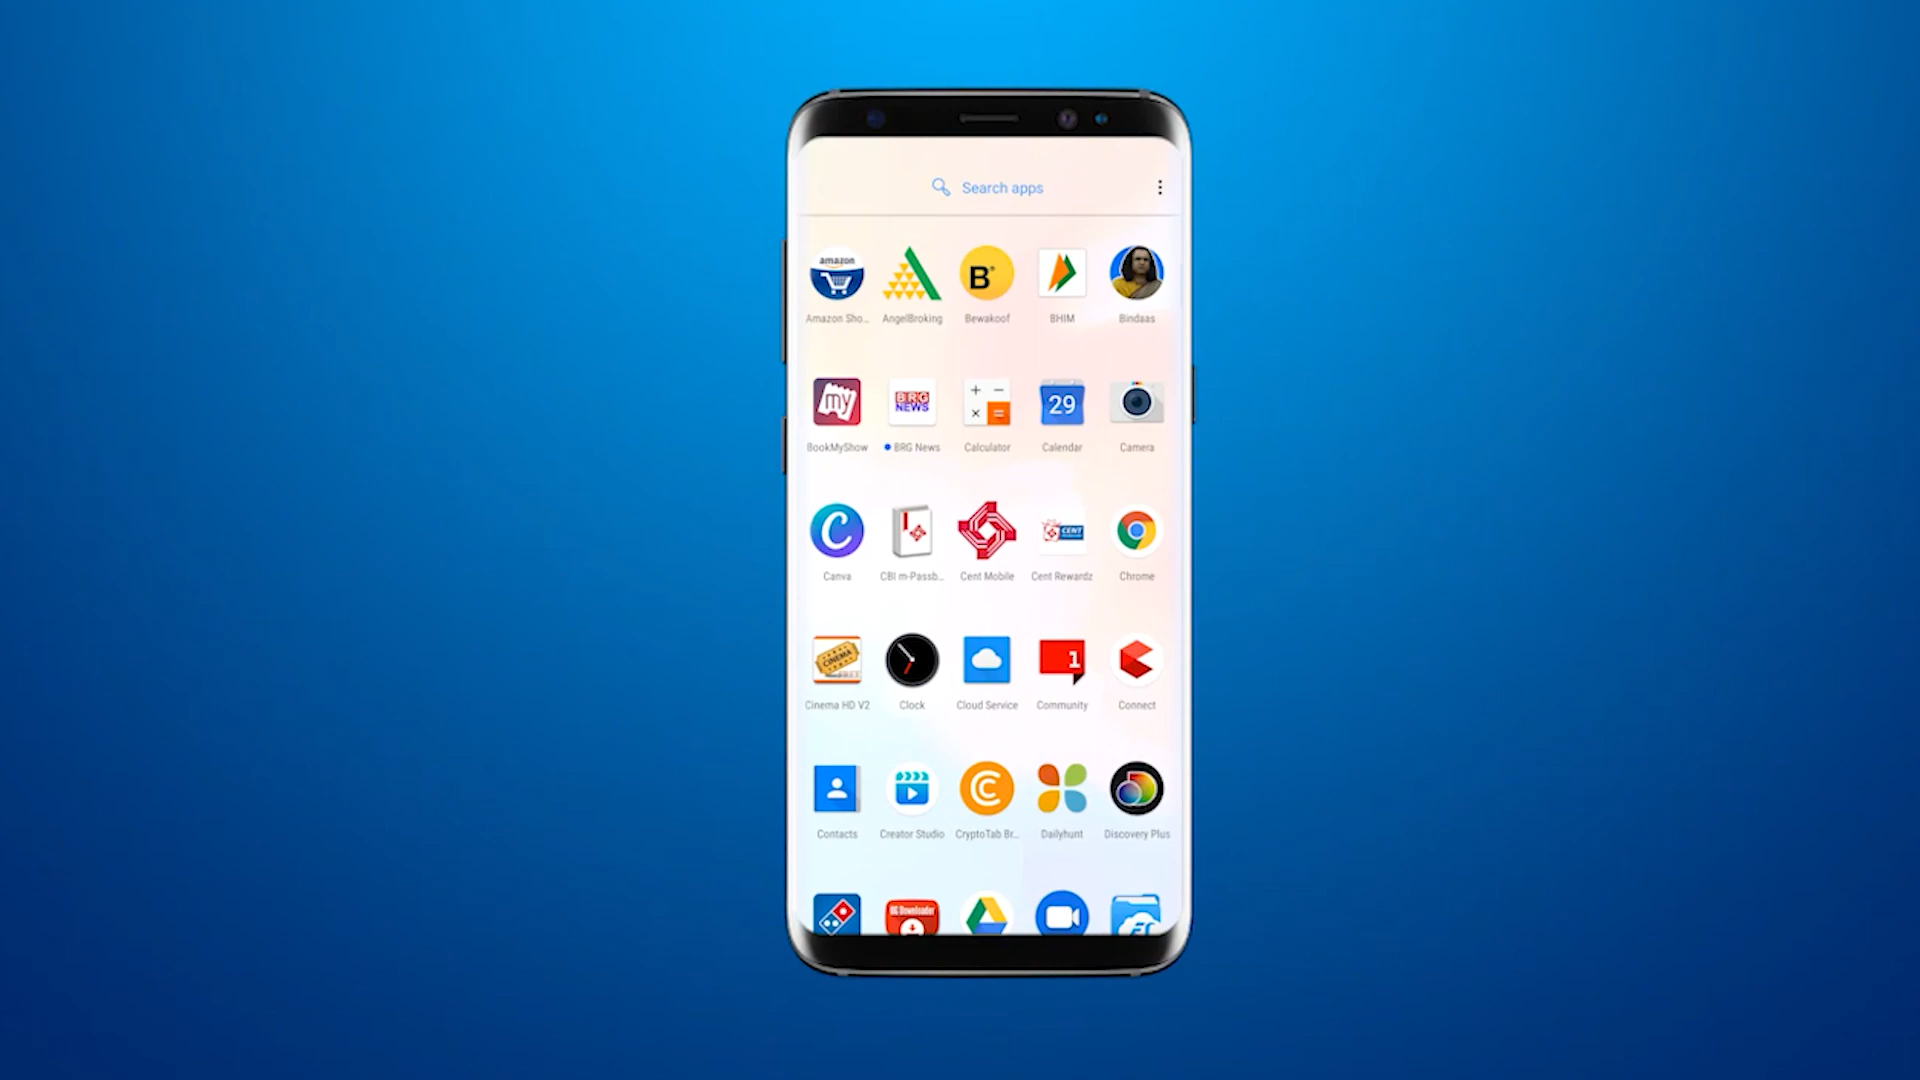 Search apps
amazon
B
Amazon Sho...
AngelBroking
Bewakoof
BHIM
Bindaas
my
BRG
NEWS
+ −
× =
29
BookMyShow
BRG News
Calculator
Calendar
Camera
C
CENT
Canva
CBI m-Passb...
Cent Mobile
Cent Rewardz
Chrome
CINEMA
1
Cinema HD V2
Clock
Cloud Service
Community
Connect
Contacts
Creator Studio
CryptoTab Br...
Dailyhunt
Discovery Plus